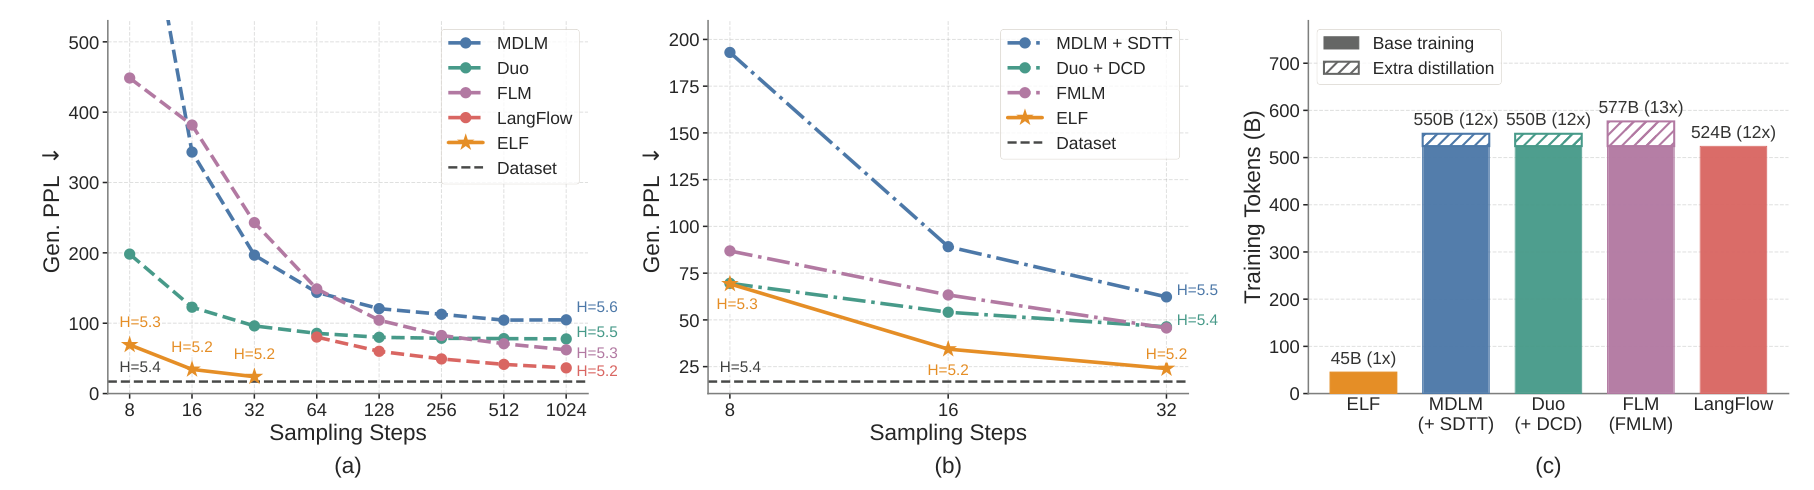 500
400
300
200
100
0
Gen. PPL ↓
MDLM
Duo
FLM
LangFlow
ELF
Dataset
H=5.6
H=5.5
H=5.3
H=5.2
H=5.3
H=5.2
H=5.2
H=5.4
8 16 32 64 128 256 512 1024
Sampling Steps
(a)
200
175
150
125
100
75
50
25
Gen. PPL ↓
MDLM + SDTT
Duo + DCD
FMLM
ELF
Dataset
H=5.5
H=5.3
H=5.4
H=5.2
H=5.4
H=5.2
8 16 32
Sampling Steps
(b)
700
600
500
400
300
200
100
0
Training Tokens (B)
Base training
Extra distillation
45B (1x)
550B (12x)
550B (12x)
577B (13x)
524B (12x)
ELF
MDLM
(+ SDTT)
Duo
(+ DCD)
FLM
(FMLM)
LangFlow
(c)